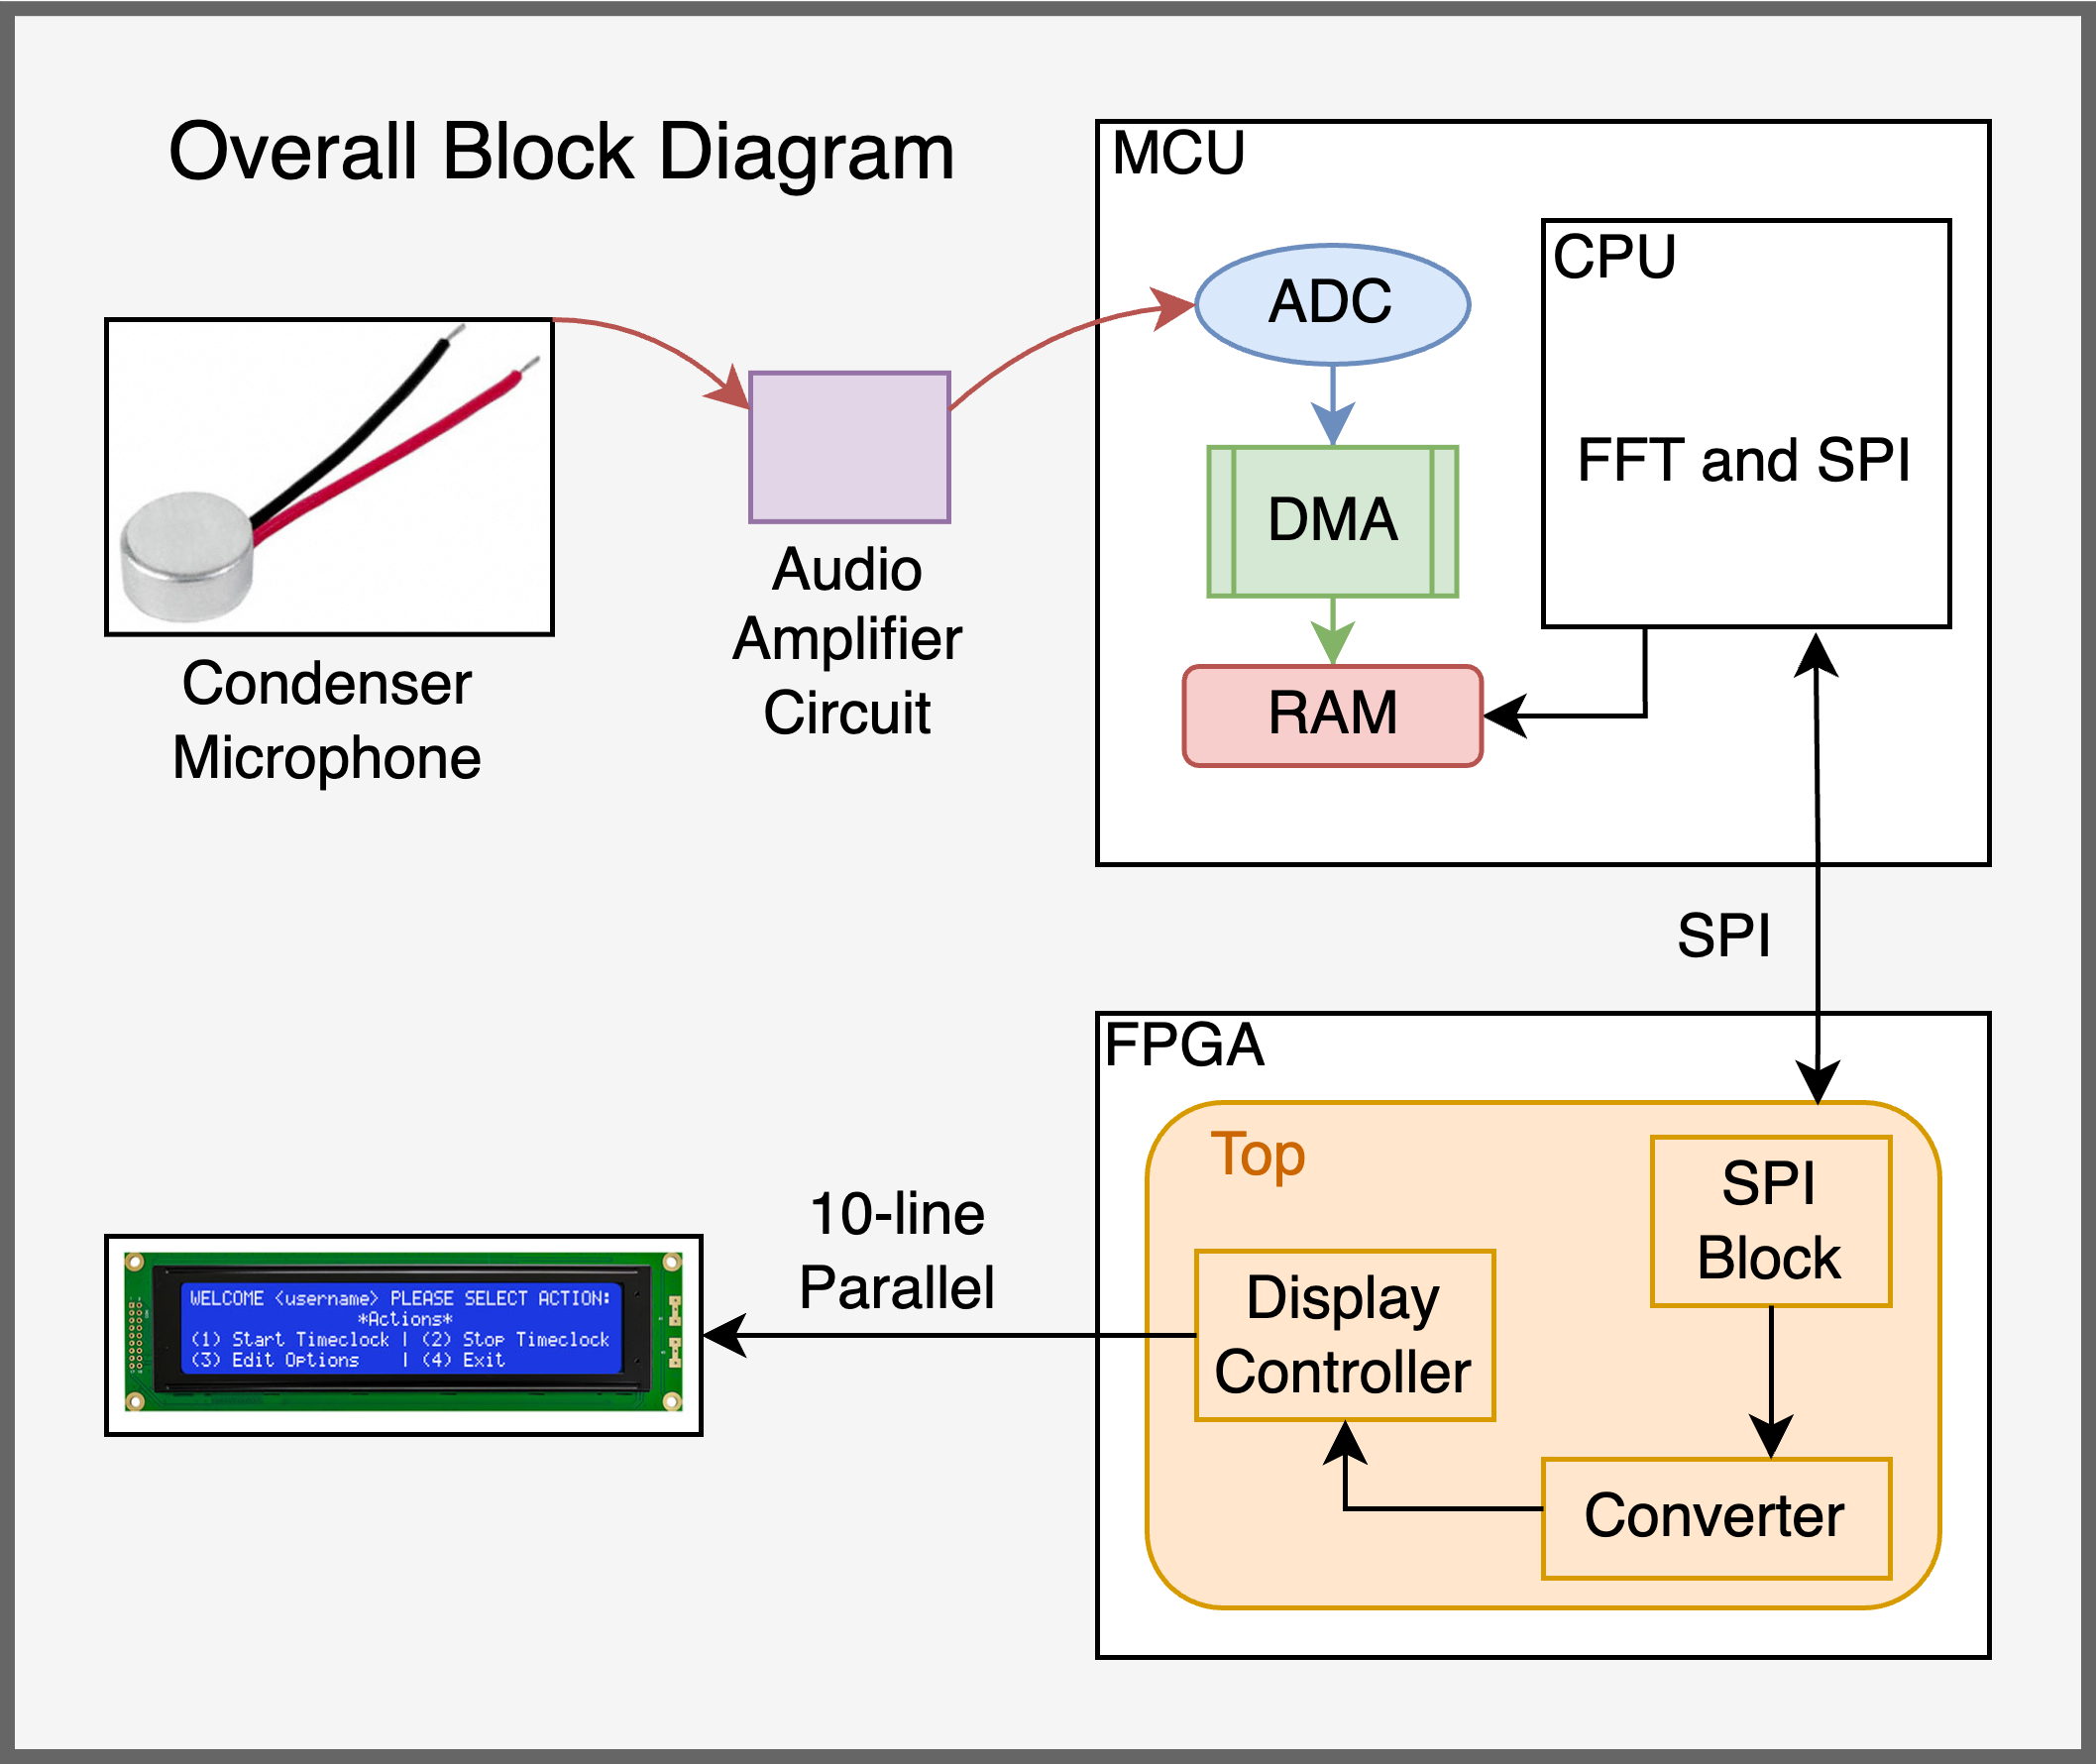 Overall Block Diagram
MCU
CPU
ADC
FFT and SPI
DMA
RAM
Audio
Amplifier
Circuit
Condenser
Microphone
SPI
FPGA
Top
SPI
Block
Display
Controller
Converter
10-line
Parallel
WELCOME <username> PLEASE SELECT ACTION:
*Actions*
(1) Start Timeclock | (2) Stop Timeclock
(3) Edit Options | (4) Exit